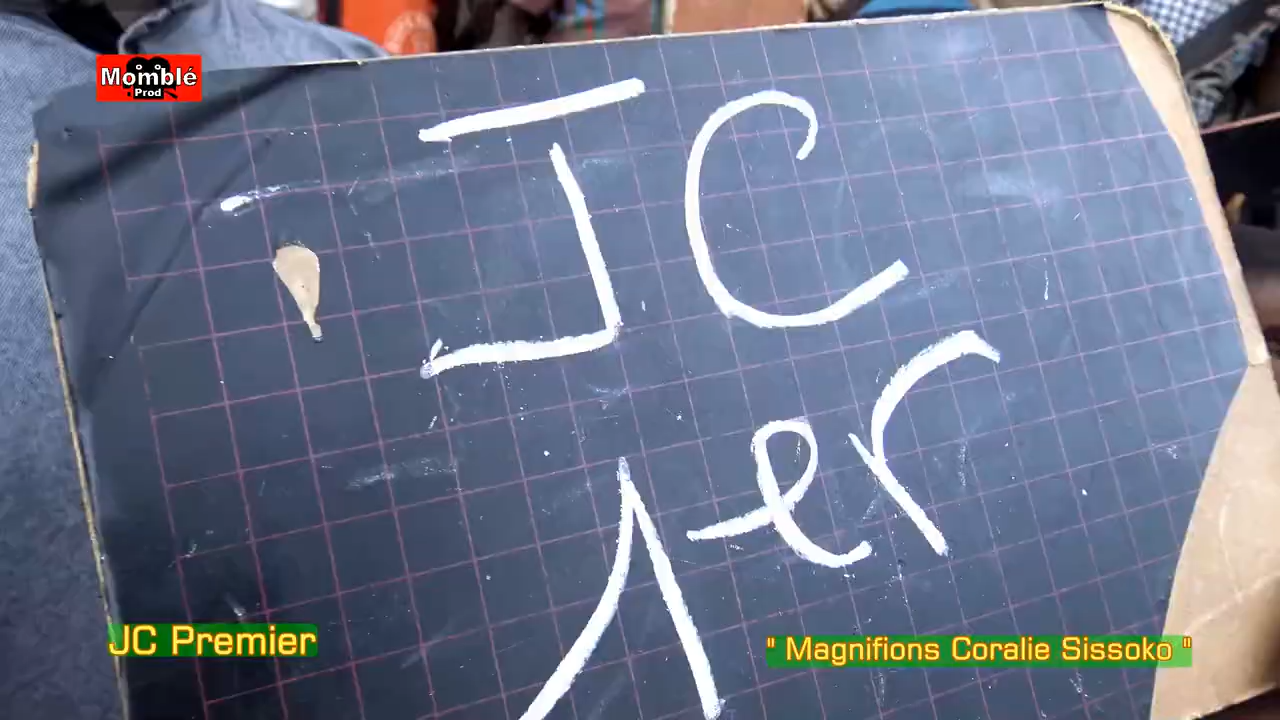 Momblé
Prod
JC
1er
JC Premier
" Magnifions Coralie Sissoko "